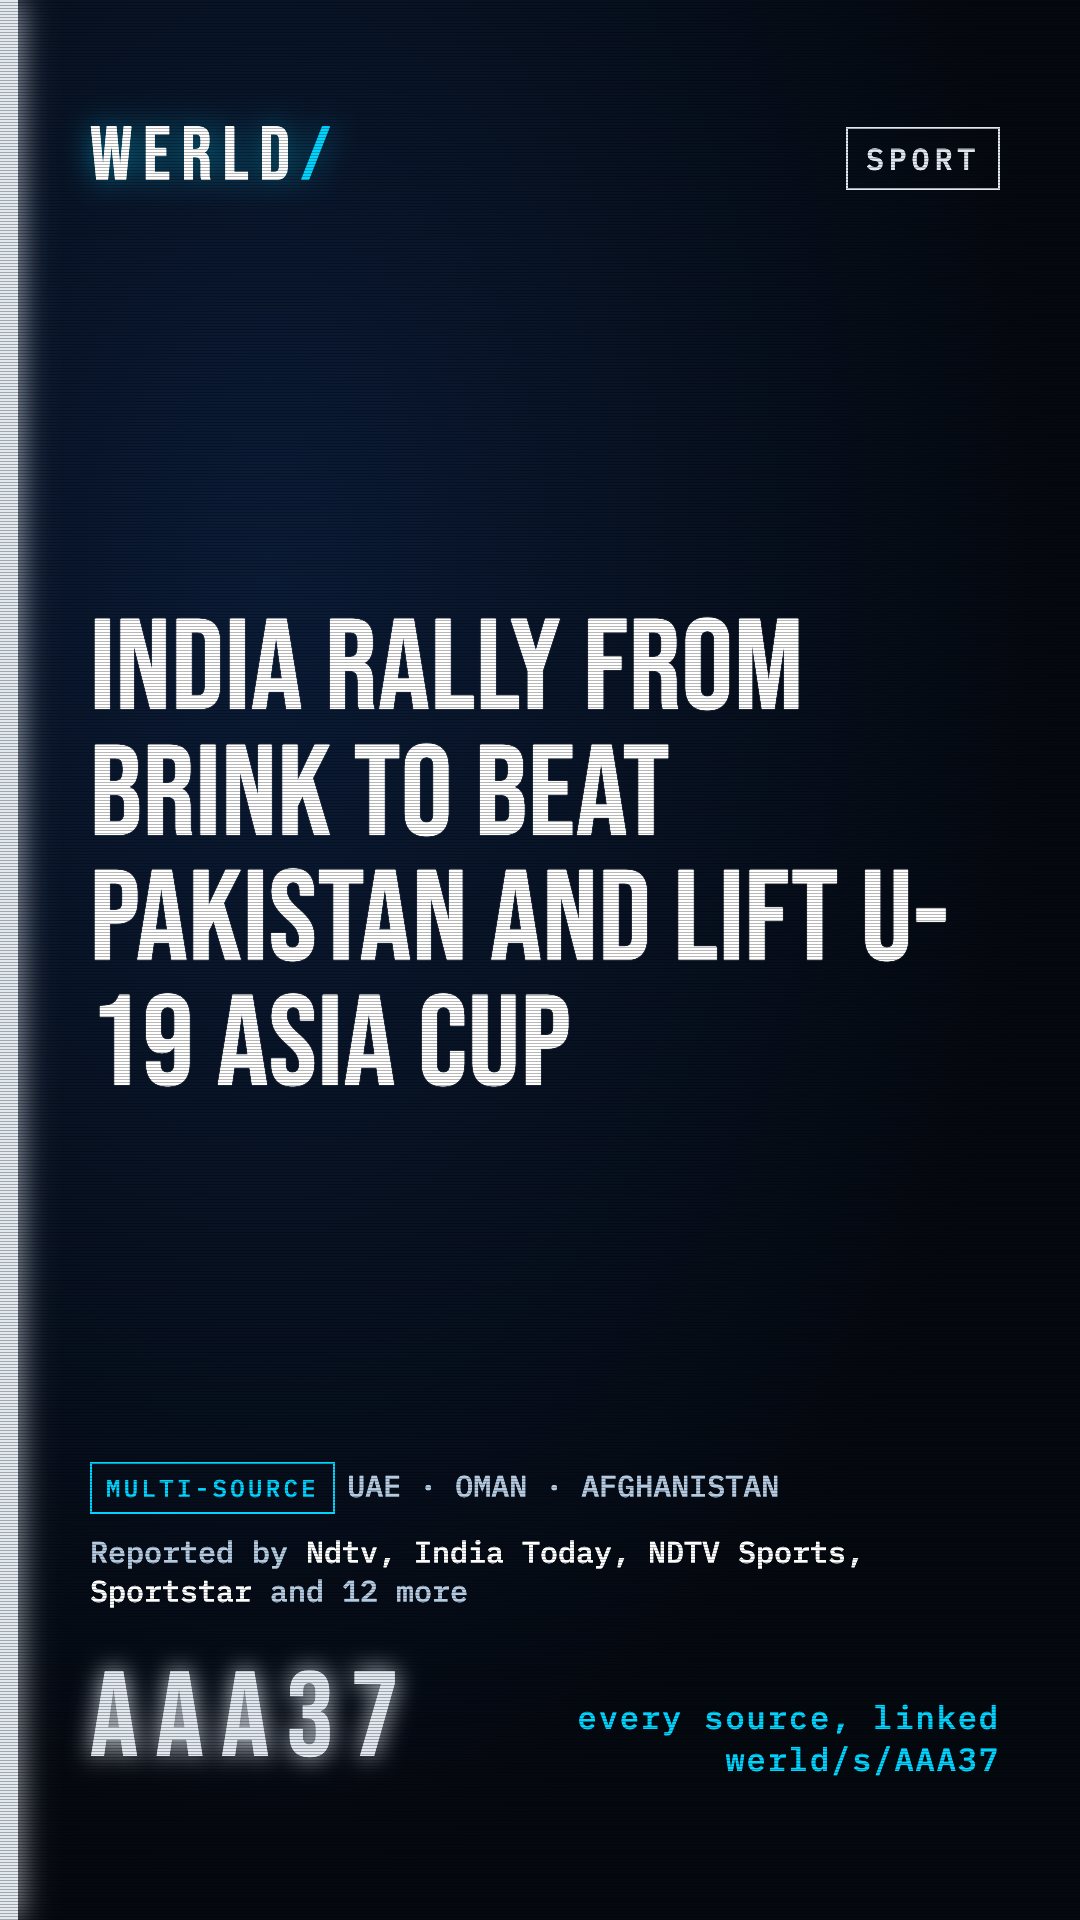 WERLD/
SPORT
INDIA RALLY FROM
BRINK TO BEAT
PAKISTAN AND LIFT U-
19 ASIA CUP
MULTI-SOURCE UAE · OMAN · AFGHANISTAN
Reported by Ndtv, India Today, NDTV Sports,
Sportstar and 12 more
AAA37
every source, linked
werld/s/AAA37